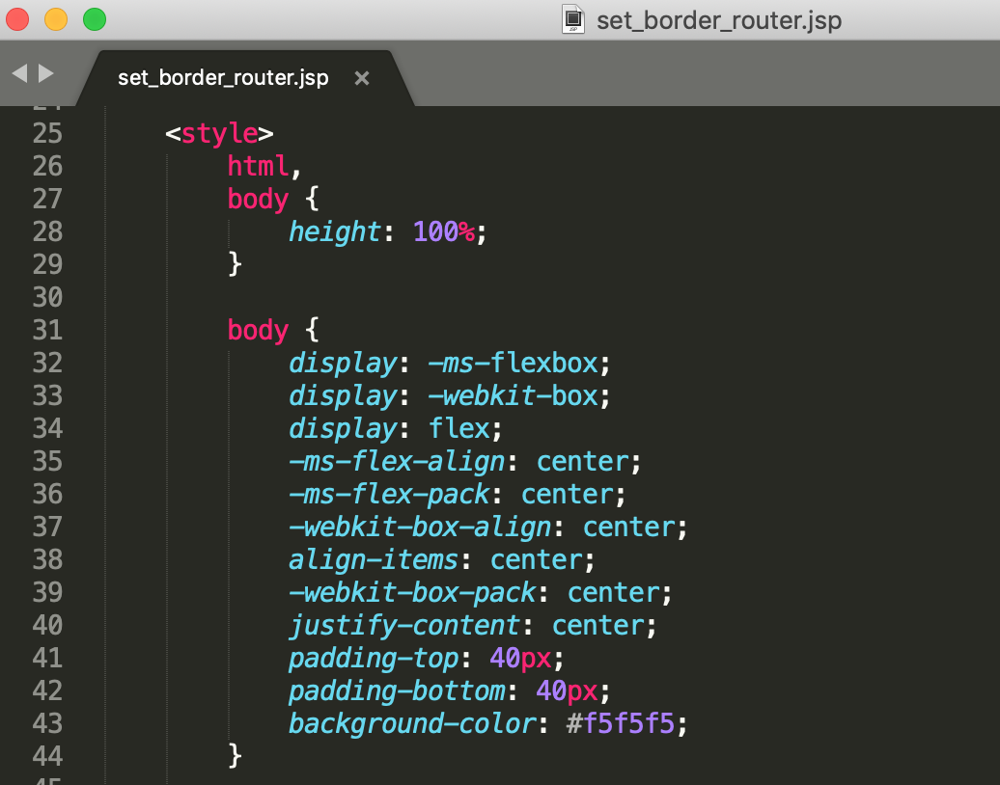 set_border_router.jsp
set_border_router.jsp ×
25 <style>
26 html,
27 body {
28 height: 100%;
29 }
30
31 body {
32 display: -ms-flexbox;
33 display: -webkit-box;
34 display: flex;
35 -ms-flex-align: center;
36 -ms-flex-pack: center;
37 -webkit-box-align: center;
38 align-items: center;
39 -webkit-box-pack: center;
40 justify-content: center;
41 padding-top: 40px;
42 padding-bottom: 40px;
43 background-color: #f5f5f5;
44 }